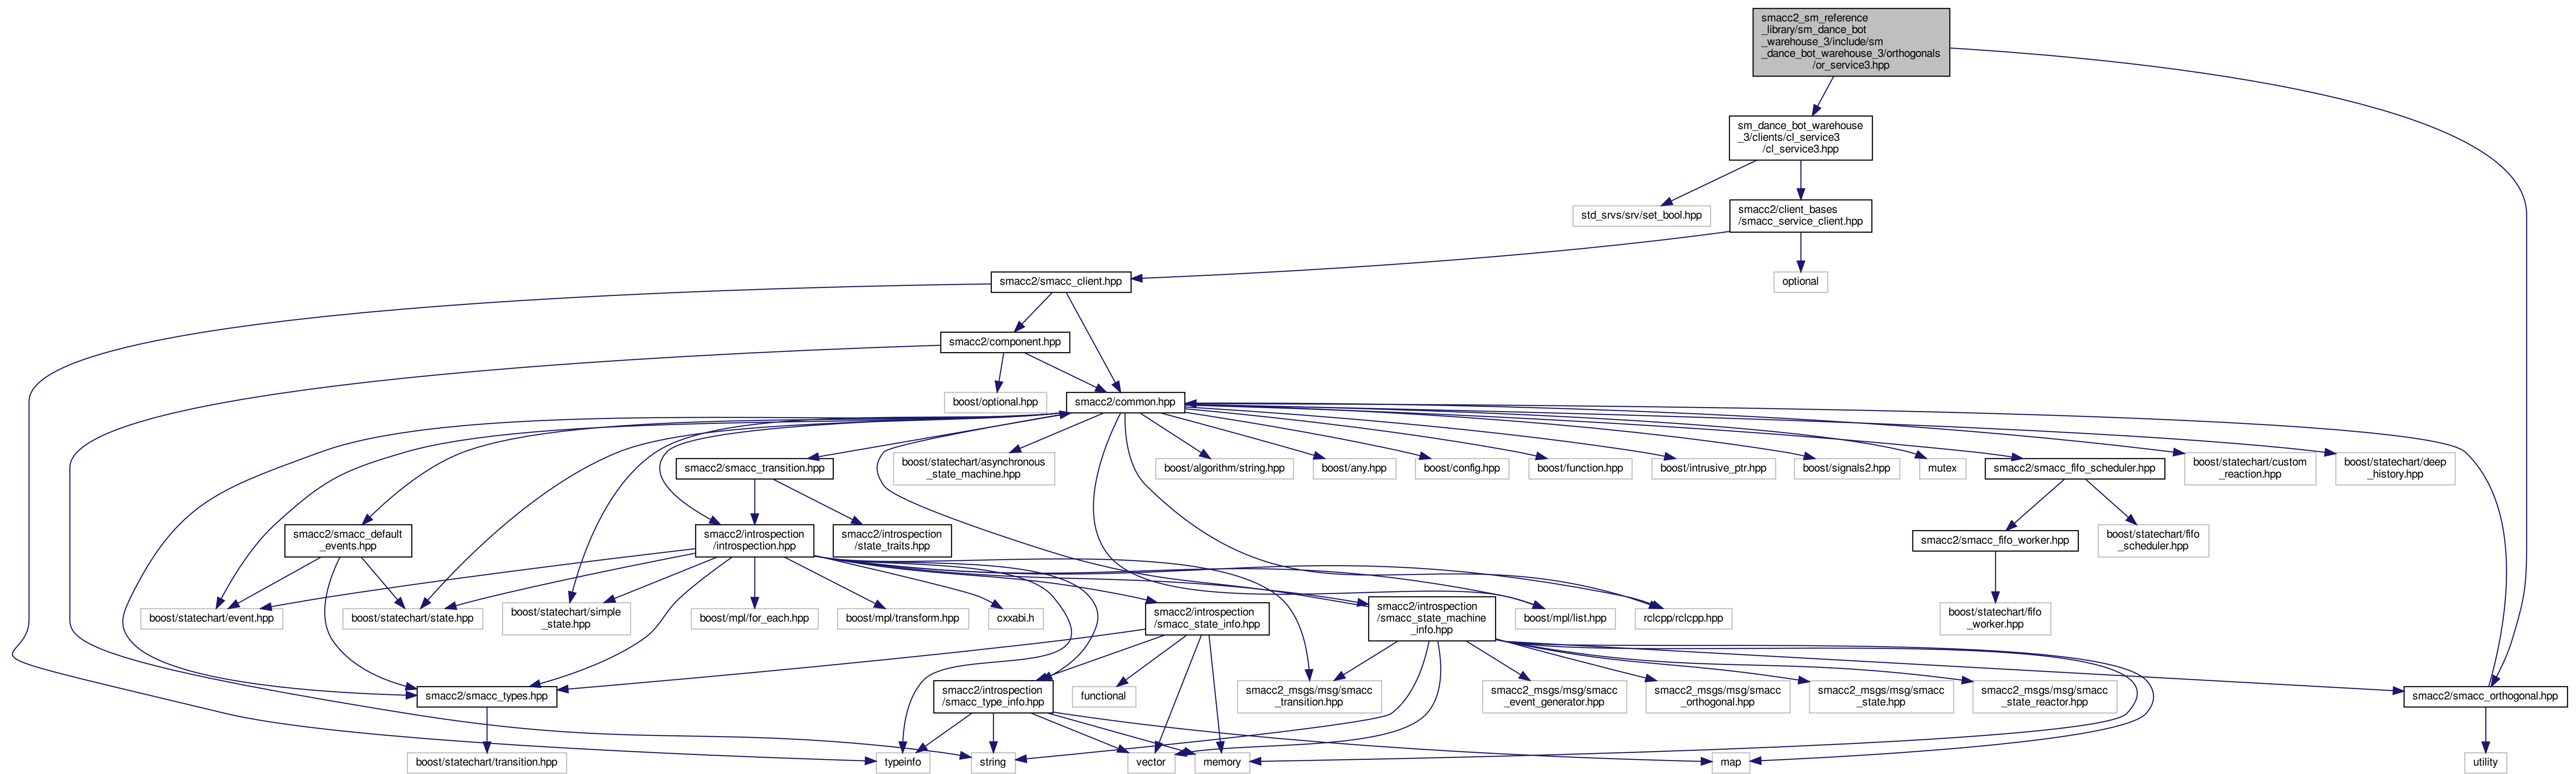 smacc2_sm_reference
_library/sm_dance_bot
_warehouse_3/include/sm
_dance_bot_warehouse_3/orthogonals
/or_service3.hpp
sm_dance_bot_warehouse
_3/clients/cl_service3
/cl_service3.hpp
std_srvs/srv/set_bool.hpp
smacc2/client_bases
/smacc_service_client.hpp
smacc2/smacc_client.hpp
optional
smacc2/component.hpp
boost/optional.hpp
smacc2/common.hpp
smacc2/smacc_transition.hpp
boost/statechart/asynchronous
_state_machine.hpp
boost/algorithm/string.hpp
boost/any.hpp
boost/config.hpp
boost/function.hpp
boost/intrusive_ptr.hpp
boost/signals2.hpp
mutex
smacc2/smacc_fifo_scheduler.hpp
boost/statechart/custom
_reaction.hpp
boost/statechart/deep
_history.hpp
smacc2/smacc_default
_events.hpp
smacc2/introspection
/introspection.hpp
smacc2/introspection
/state_traits.hpp
smacc2/smacc_fifo_worker.hpp
boost/statechart/fifo
_scheduler.hpp
boost/statechart/event.hpp
boost/statechart/state.hpp
boost/statechart/simple
_state.hpp
boost/mpl/for_each.hpp
boost/mpl/transform.hpp
cxxabi.h
smacc2/introspection
/smacc_state_info.hpp
smacc2/introspection
/smacc_state_machine
_info.hpp
boost/mpl/list.hpp
rclcpp/rclcpp.hpp
boost/statechart/fifo
_worker.hpp
smacc2/smacc_types.hpp
smacc2/introspection
/smacc_type_info.hpp
functional
smacc2_msgs/msg/smacc
_transition.hpp
smacc2_msgs/msg/smacc
_event_generator.hpp
smacc2_msgs/msg/smacc
_orthogonal.hpp
smacc2_msgs/msg/smacc
_state.hpp
smacc2_msgs/msg/smacc
_state_reactor.hpp
smacc2/smacc_orthogonal.hpp
boost/statechart/transition.hpp
typeinfo
string
vector
memory
map
utility